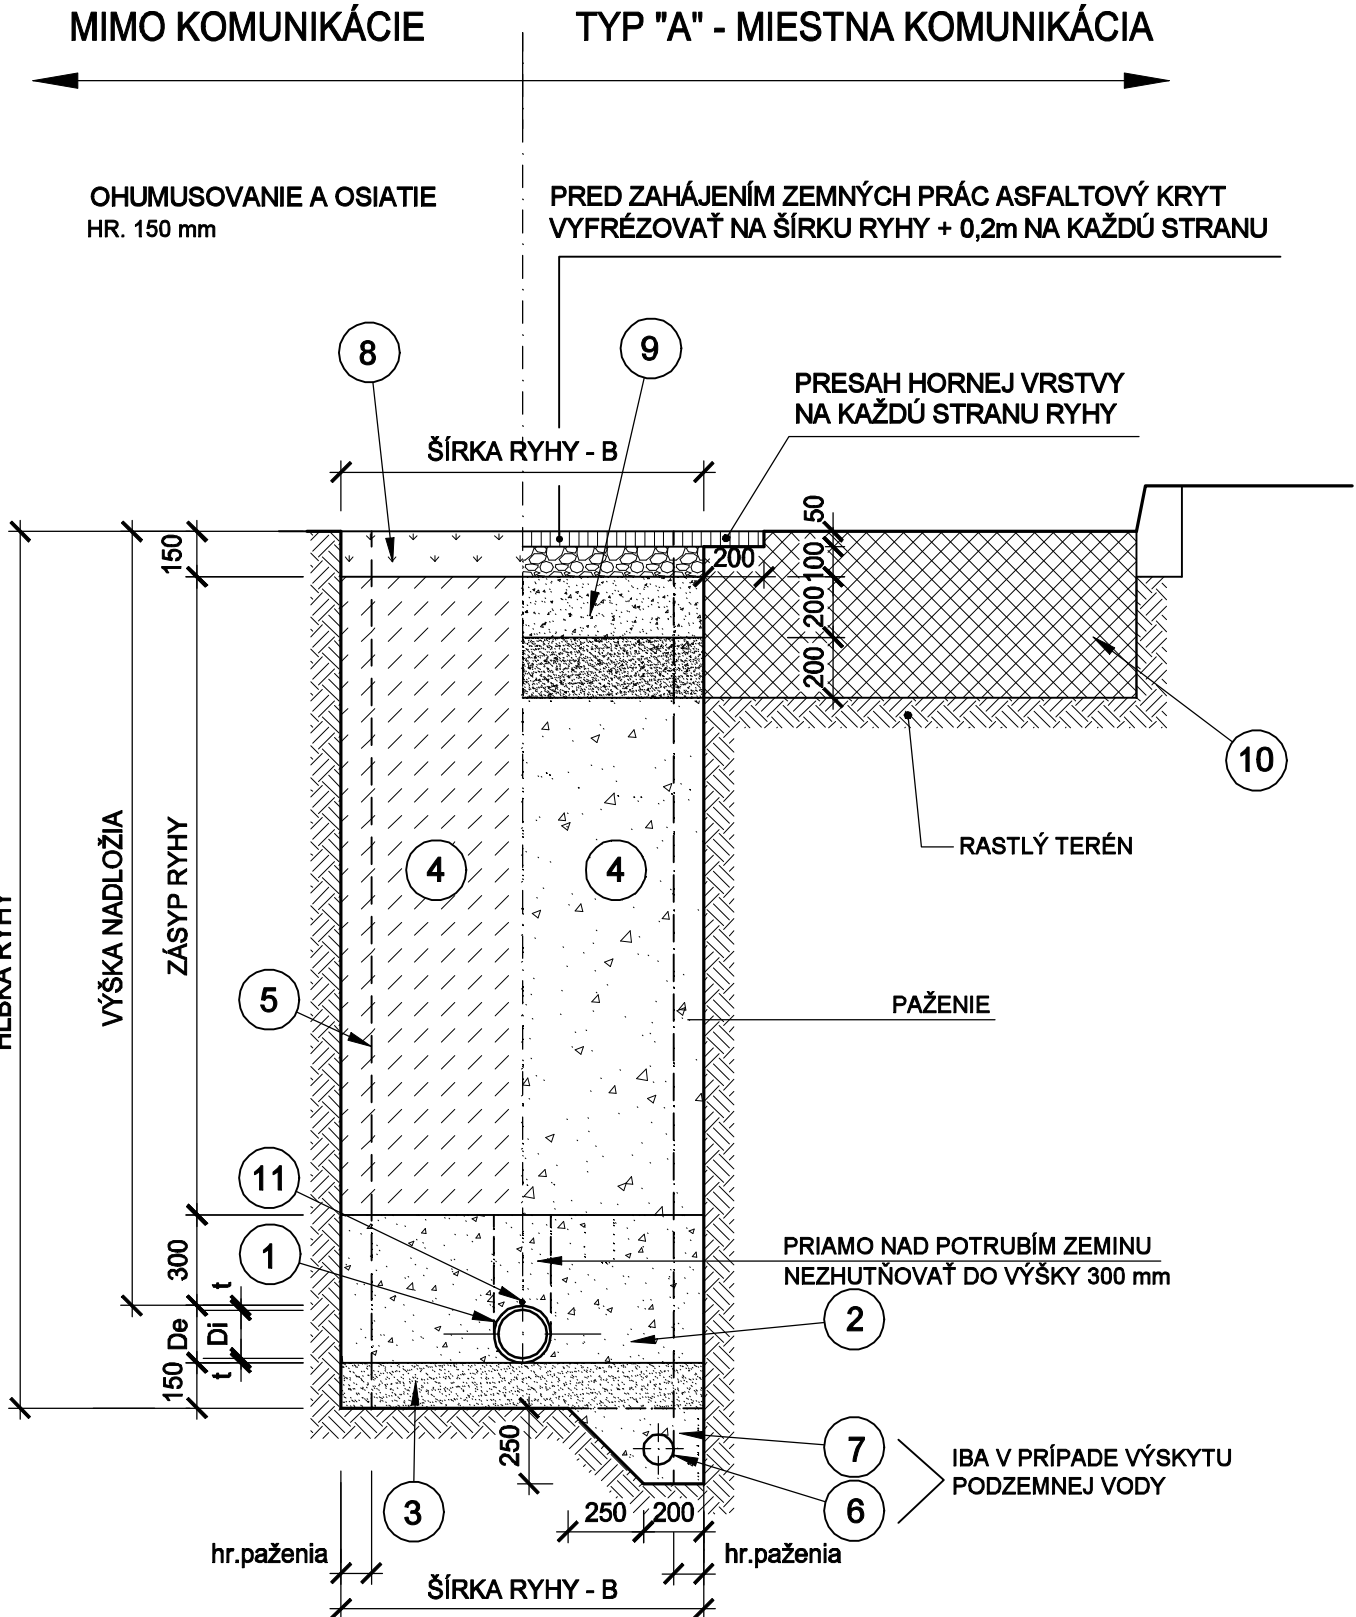 MIMO KOMUNIKÁCIE
TYP "A" - MIESTNA KOMUNIKÁCIA
OHUMUSOVANIE A OSIATIE
HR. 150 mm
PRED ZAHÁJENÍM ZEMNÝCH PRÁC ASFALTOVÝ KRYT
VYFRÉZOVAŤ NA ŠÍRKU RYHY + 0,2m NA KAŽDÚ STRANU
8
9
PRESAH HORNEJ VRSTVY
NA KAŽDÚ STRANU RYHY
ŠÍRKA RYHY - B
50
150
200
100
200
200
10
RASTLÝ TERÉN
4
4
VÝŠKA NADLOŽIA
ZÁSYP RYHY
RYHY
5
PAŽENIE
11
1
300
t
De
Di
t
150
PRIAMO NAD POTRUBÍM ZEMINU
NEZHUTŇOVAŤ DO VÝŠKY 300 mm
2
250
7
6
IBA V PRÍPADE VÝSKYTU
PODZEMNEJ VODY
3
250
200
hr.paženia
hr.paženia
ŠÍRKA RYHY - B